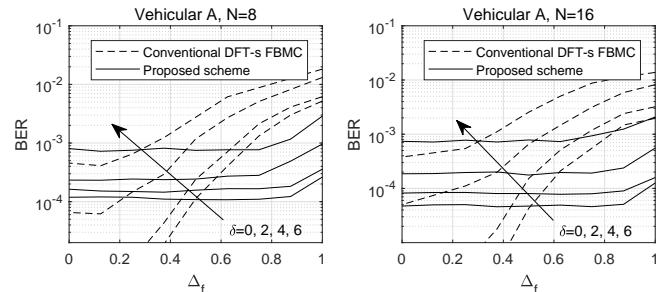 Vehicular A, N=8
10^-1
10^-2
10^-3
10^-4
BER
Conventional DFT-s FBMC
Proposed scheme
δ=0, 2, 4, 6
0 0.2 0.4 0.6 0.8 1
Δ_f
Vehicular A, N=16
10^-1
10^-2
10^-3
10^-4
BER
Conventional DFT-s FBMC
Proposed scheme
δ=0, 2, 4, 6
0 0.2 0.4 0.6 0.8 1
Δ_f